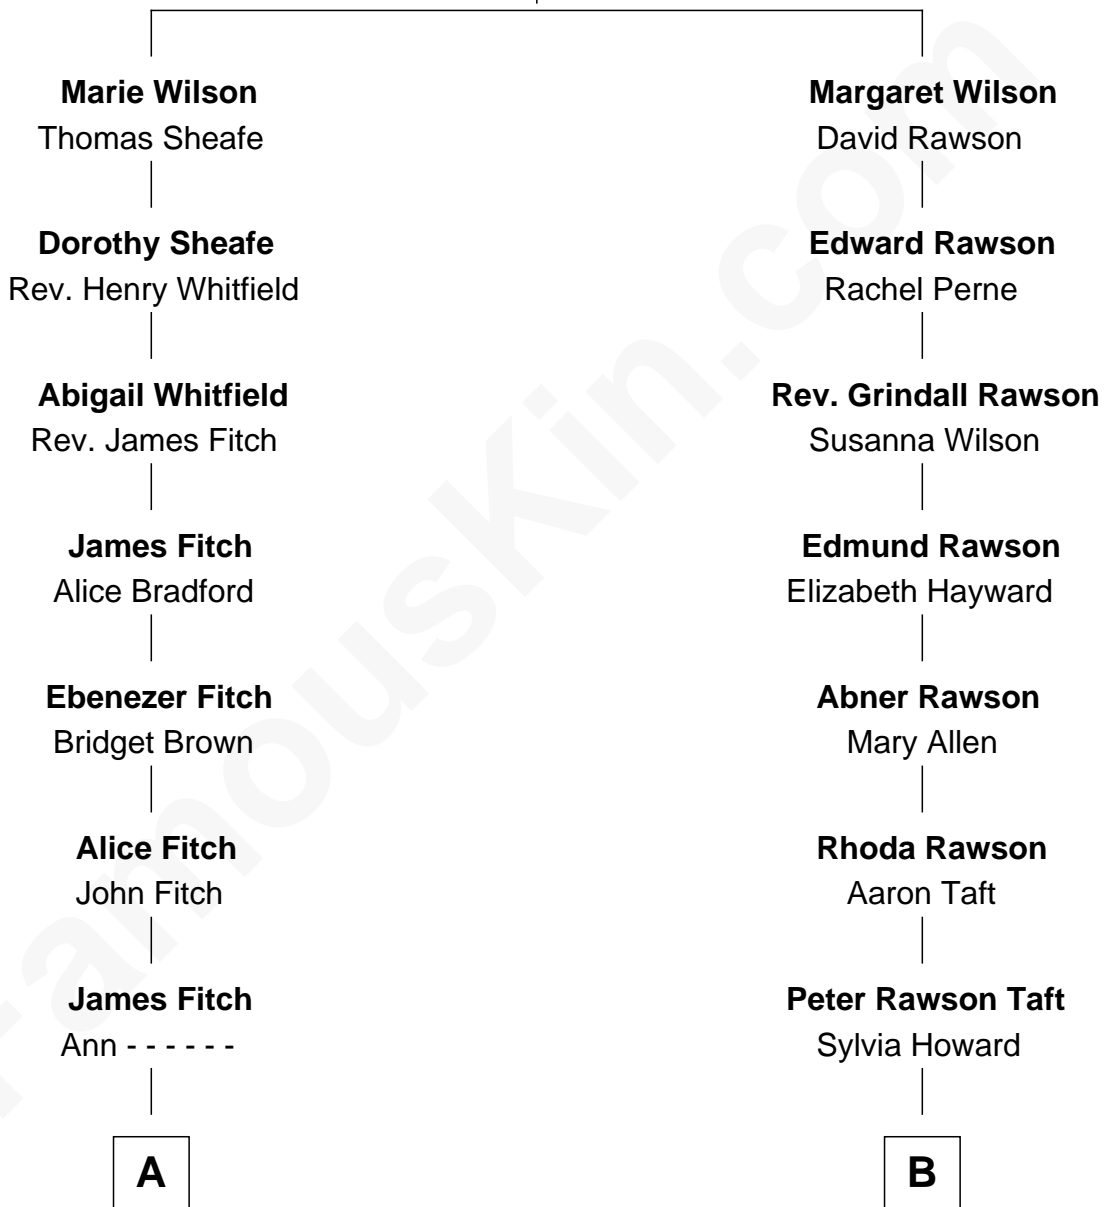 Marie Wilson
Thomas Sheafe
Dorothy Sheafe
Rev. Henry Whitfield
Abigail Whitfield
Rev. James Fitch
James Fitch
Alice Bradford
Ebenezer Fitch
Bridget Brown
Alice Fitch
John Fitch
James Fitch
Ann - - - - - -
A
Margaret Wilson
David Rawson
Edward Rawson
Rachel Perne
Rev. Grindall Rawson
Susanna Wilson
Edmund Rawson
Elizabeth Hayward
Abner Rawson
Mary Allen
Rhoda Rawson
Aaron Taft
Peter Rawson Taft
Sylvia Howard
B
FamousKin.com